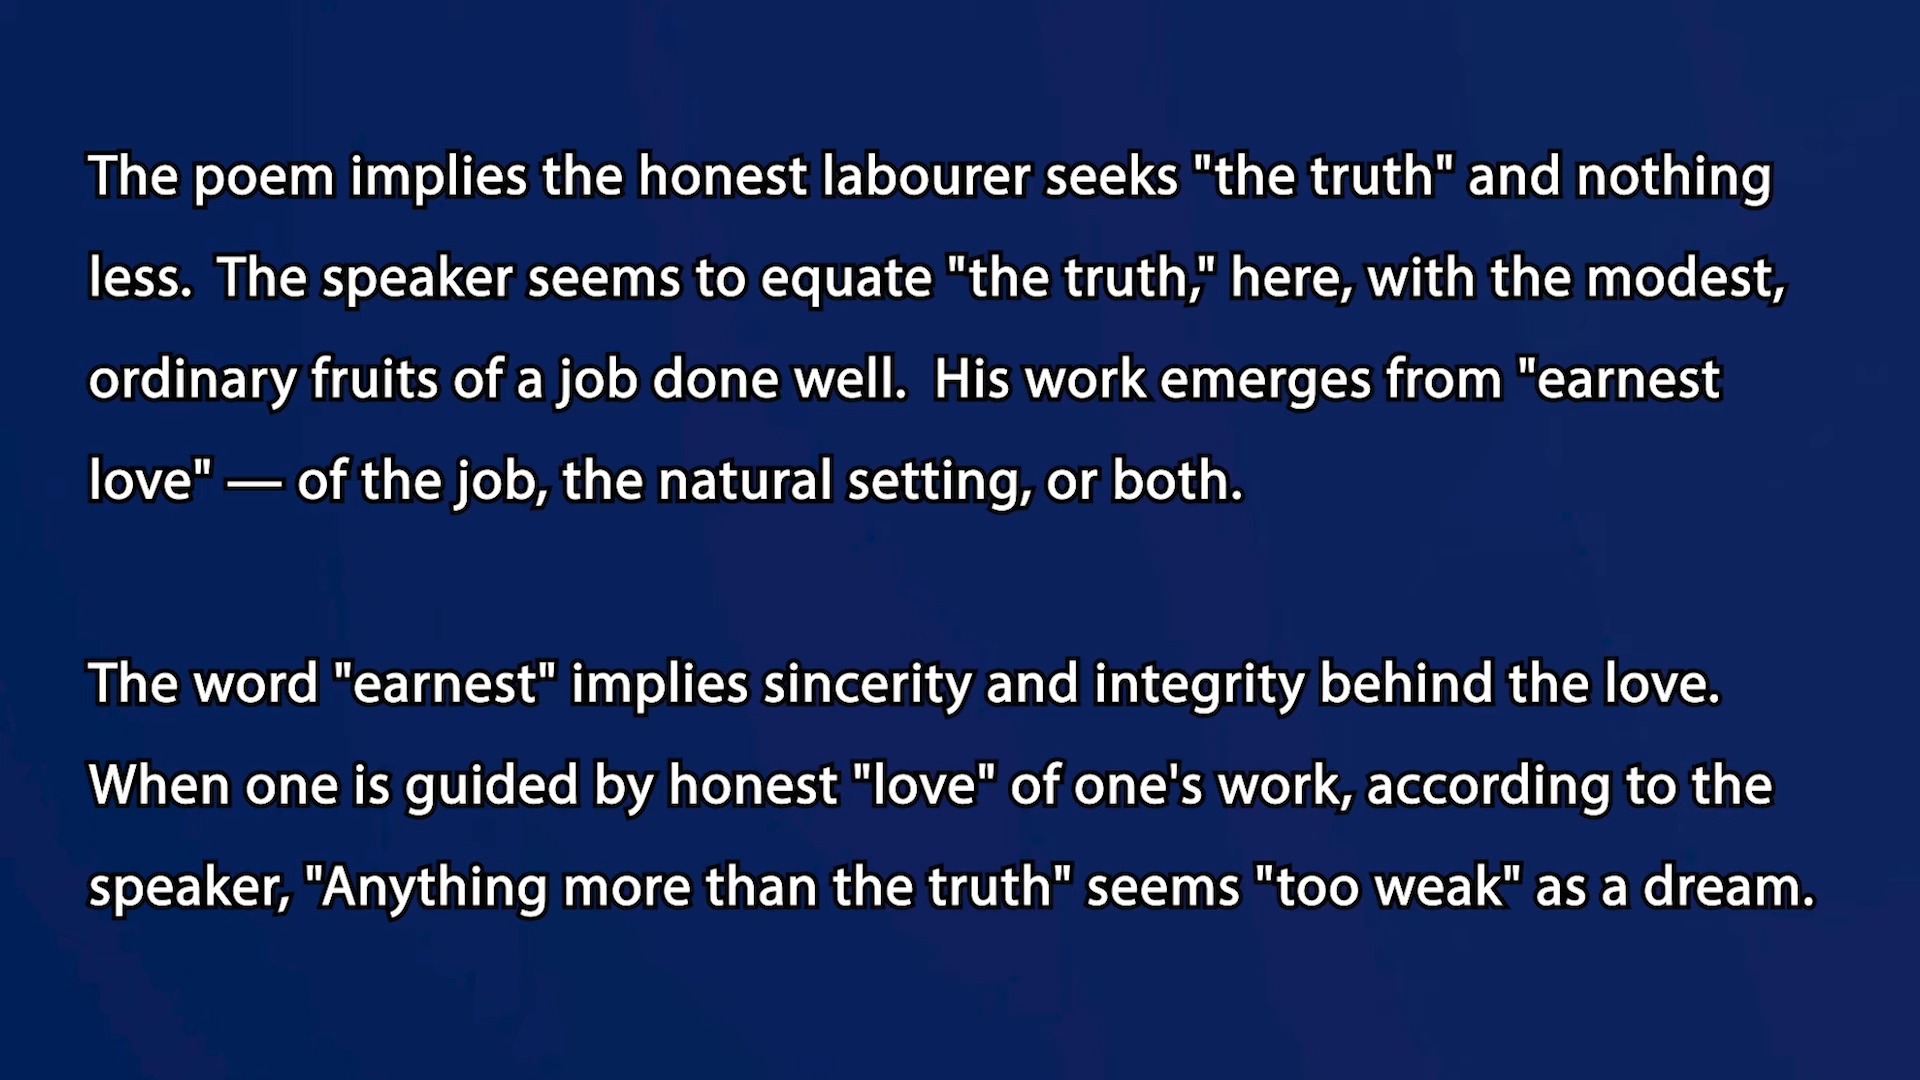 The poem implies the honest labourer seeks "the truth" and nothing
less.  The speaker seems to equate "the truth," here, with the modest,
ordinary fruits of a job done well.  His work emerges from "earnest
love" — of the job, the natural setting, or both.
The word "earnest" implies sincerity and integrity behind the love.
When one is guided by honest "love" of one's work, according to the
speaker, "Anything more than the truth" seems "too weak" as a dream.